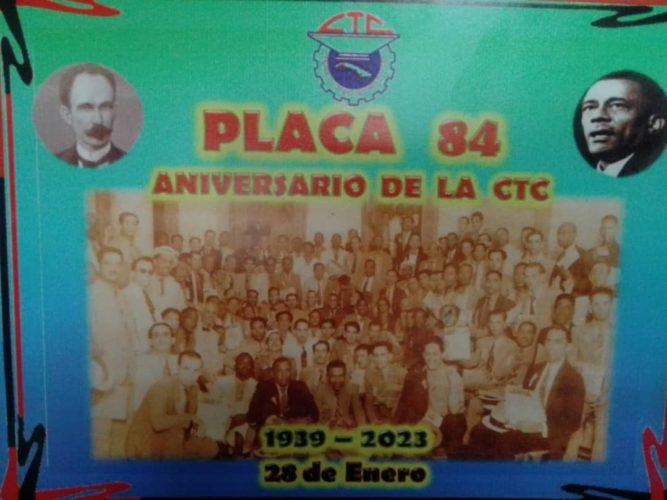 CTC
PLACA 84
ANIVERSARIO DE LA CTC
1939 - 2023
28 de Enero